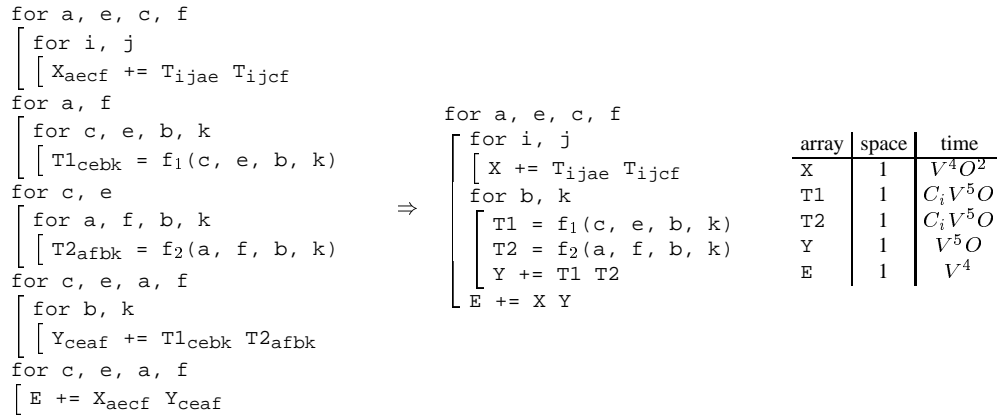 for a, e, c, f
for i, j
X_aecf += T_ijae T_ijcf
for a, f
for c, e, b, k
T1_cebk = f_1(c, e, b, k)
for c, e
for a, f, b, k
T2_afbk = f_2(a, f, b, k)
for c, e, a, f
for b, k
Y_ceaf += T1_cebk T2_afbk
for c, e, a, f
E += X_aecf Y_ceaf
⇒
for a, e, c, f
for i, j
X += T_ijae T_ijcf
for b, k
T1 = f_1(c, e, b, k)
T2 = f_2(a, f, b, k)
Y += T1 T2
E += X Y
array space time
X 1 V^4O^2
T1 1 C_iV^5O
T2 1 C_iV^5O
Y 1 V^5O
E 1 V^4